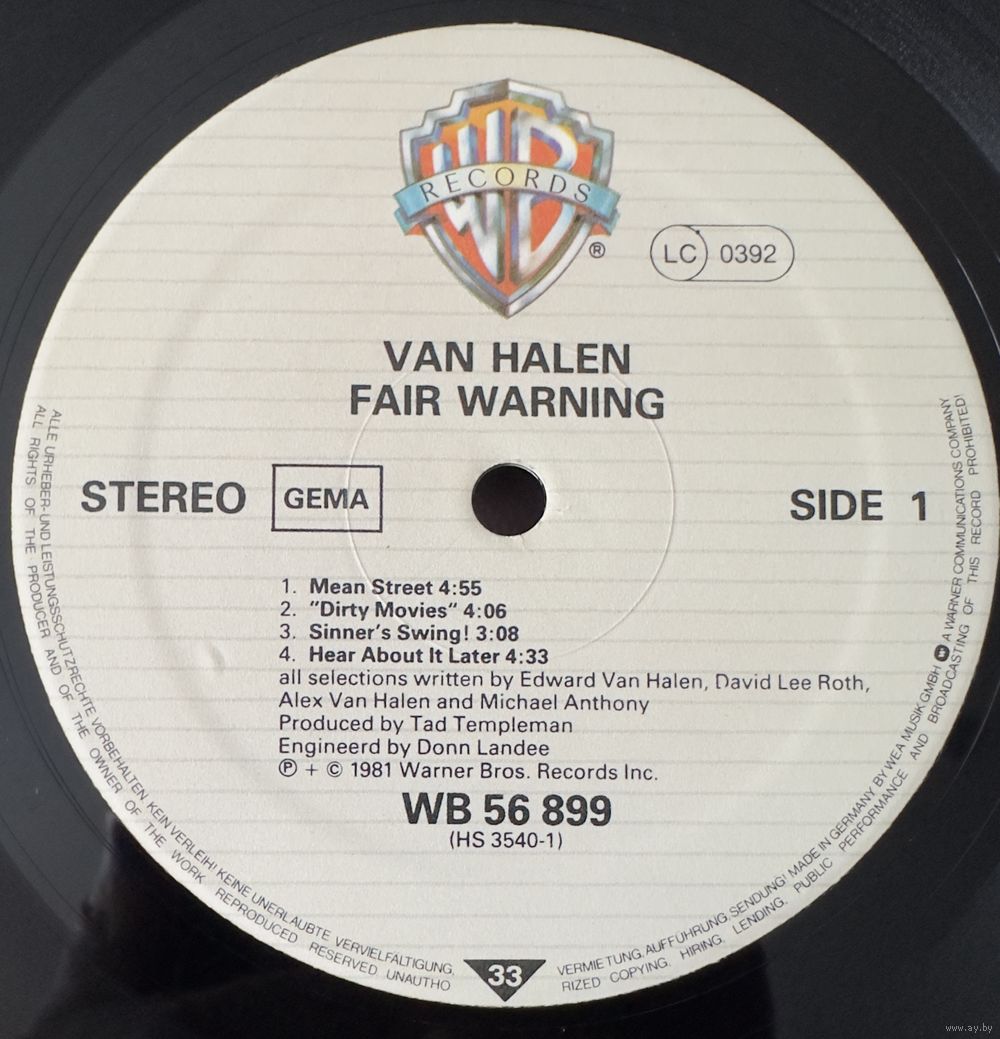 WB
RECORDS
®
LC 0392
VAN HALEN
FAIR WARNING
STEREO GEMA SIDE 1
1. Mean Street 4:55
2. "Dirty Movies" 4:06
3. Sinner's Swing! 3:08
4. Hear About It Later 4:33
all selections written by Edward Van Halen, David Lee Roth,
Alex Van Halen and Michael Anthony
Produced by Tad Templeman
Engineerd by Donn Landee
℗ + © 1981 Warner Bros. Records Inc.
WB 56 899
(HS 3540-1)
33
ALLE URHEBER- UND LEISTUNGSSCHUTZRECHTE VORBEHALTEN KEIN VERLEIH! KEINE UNERLAUBTE VERVIELFÄLTIGUNG, VERMIETUNG, AUFFÜHRUNG, SENDUNG! MADE IN GERMANY BY WEA MUSIK GMBH A WARNER COMMUNICATIONS COMPANY
ALL RIGHTS OF THE PRODUCER AND OF THE OWNER OF THE WORK REPRODUCED RESERVED UNAUTHORIZED COPYING, HIRING, LENDING, PUBLIC PERFORMANCE AND BROADCASTING OF THIS RECORD PROHIBITED!
www.ay.by